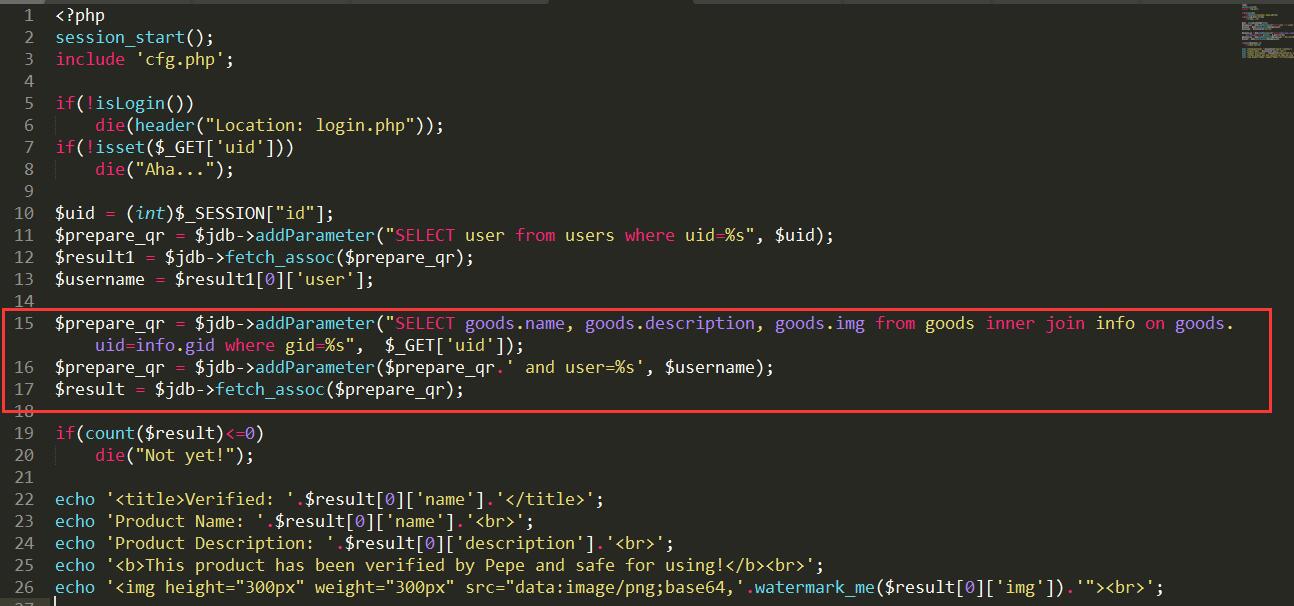 1 <?php
2 session_start();
3 include 'cfg.php';
4
5 if(!isLogin())
6     die(header("Location: login.php"));
7 if(!isset($_GET['uid']))
8     die("Aha...");
9
10 $uid = (int)$_SESSION["id"];
11 $prepare_qr = $jdb->addParameter("SELECT user from users where uid=%s", $uid);
12 $result1 = $jdb->fetch_assoc($prepare_qr);
13 $username = $result1[0]['user'];
14
15 $prepare_qr = $jdb->addParameter("SELECT goods.name, goods.description, goods.img from goods inner join info on goods.
uid=info.gid where gid=%s",  $_GET['uid']);
16 $prepare_qr = $jdb->addParameter($prepare_qr.' and user=%s', $username);
17 $result = $jdb->fetch_assoc($prepare_qr);
18
19 if(count($result)<=0)
20     die("Not yet!");
21
22 echo '<title>Verified: '.$result[0]['name'].'</title>';
23 echo 'Product Name: '.$result[0]['name'].'<br>';
24 echo 'Product Description: '.$result[0]['description'].'<br>';
25 echo '<b>This product has been verified by Pepe and safe for using!</b><br>';
26 echo '<img height="300px" weight="300px" src="data:image/png;base64,'.watermark_me($result[0]['img']).'"><br>';
27